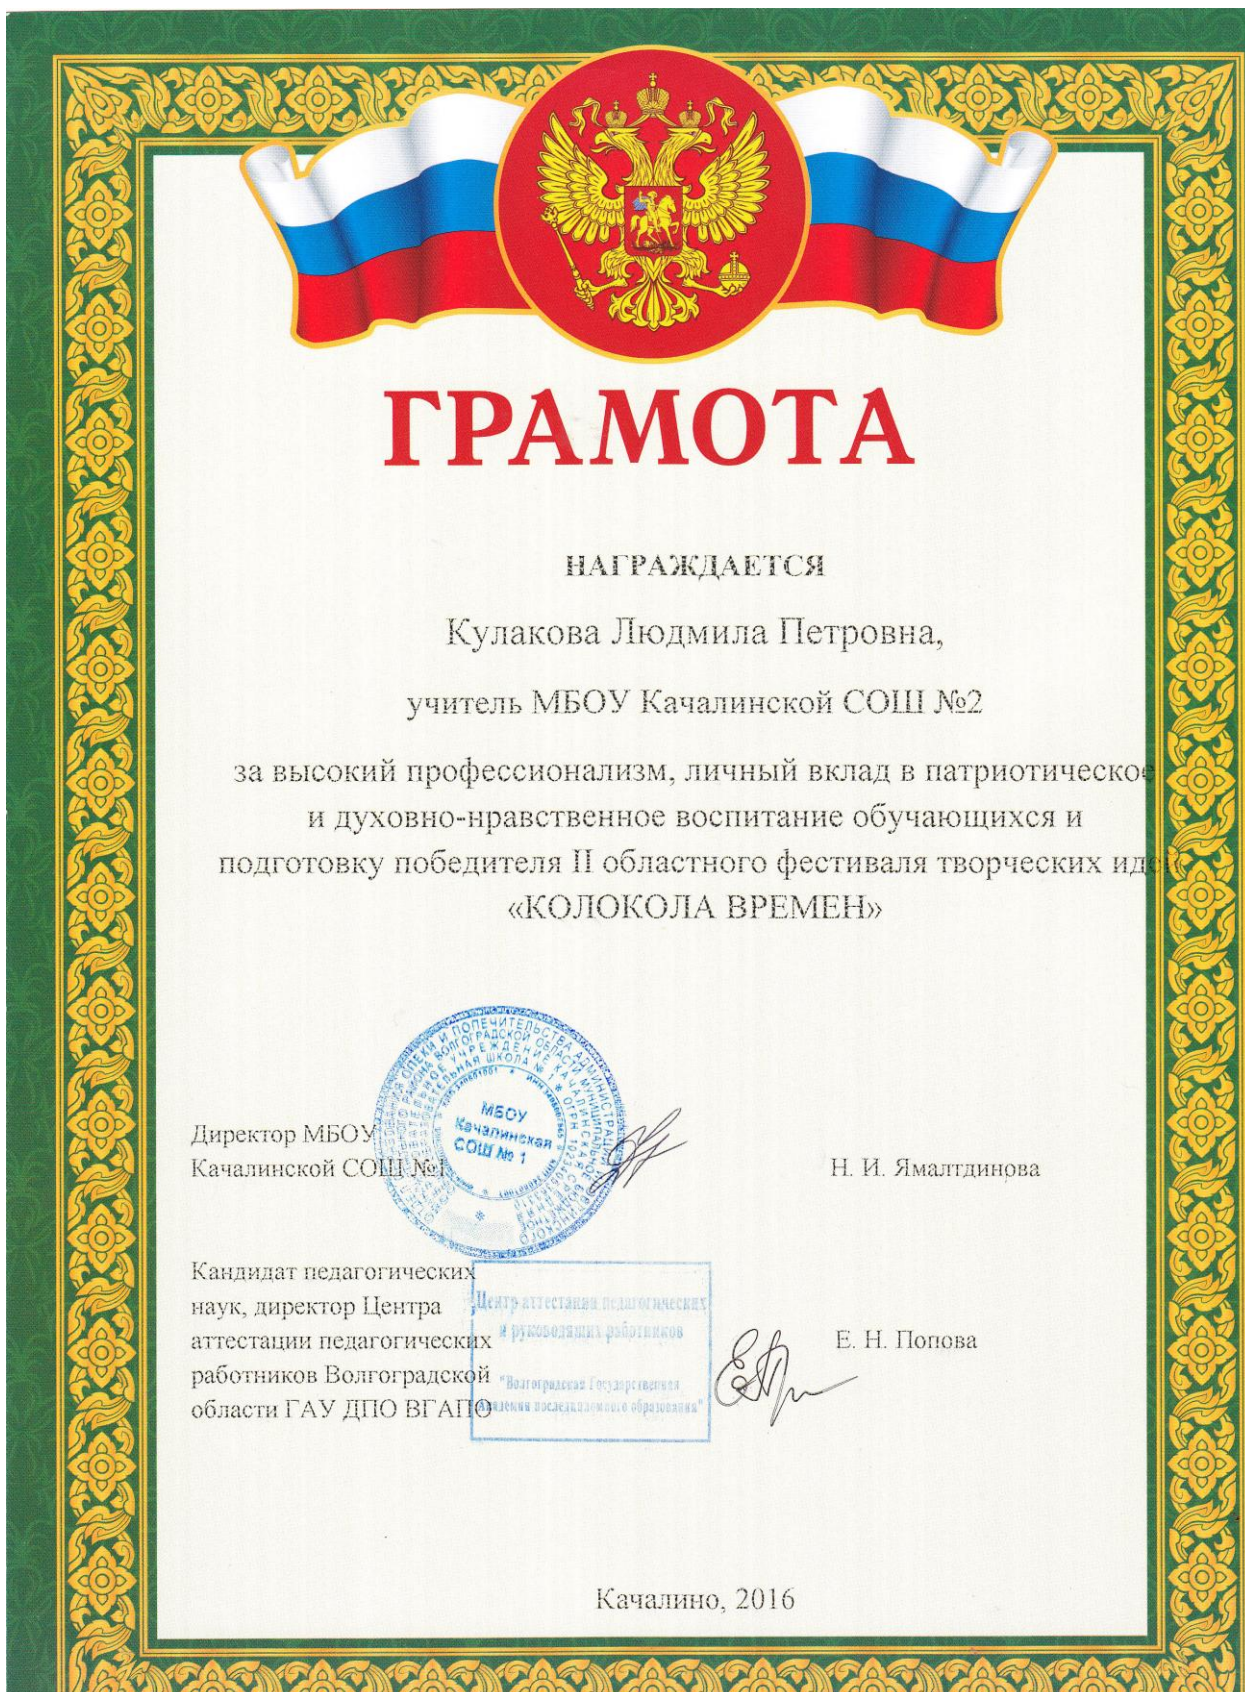 ГРАМОТА
НАГРАЖДАЕТСЯ
Кулакова Людмила Петровна,
учитель МБОУ Качалинской СОШ №2
за высокий профессионализм, личный вклад в патриотическое
и духовно-нравственное воспитание обучающихся и
подготовку победителя II областного фестиваля творческих идей
«КОЛОКОЛА ВРЕМЕН»
Директор МБОУ
Качалинской СОШ №1
МБОУ
Качалинская
СОШ № 1
Н. И. Ямалтдинова
Кандидат педагогических
наук, директор Центра
аттестации педагогических
работников Волгоградской
области ГАУ ДПО ВГАПО
Центр аттестации педагогических
и руководящих работников
"Волгоградская Государственная
Академия последипломного образования"
Е. Н. Попова
Качалино, 2016